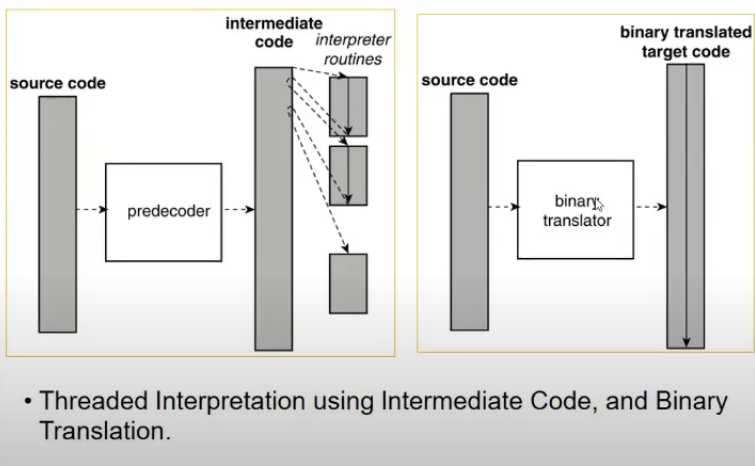 source code
predecoder
intermediate
code
interpreter
routines
source code
binary
translator
binary translated
target code
• Threaded Interpretation using Intermediate Code, and Binary
Translation.